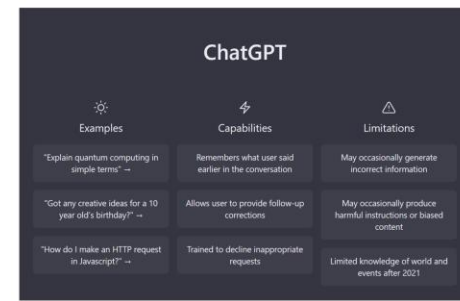 ChatGPT
Examples
"Explain quantum computing in
simple terms" →
"Got any creative ideas for a 10
year old's birthday?" →
"How do I make an HTTP request
in Javascript?" →
Capabilities
Remembers what user said
earlier in the conversation
Allows user to provide follow-up
corrections
Trained to decline inappropriate
requests
Limitations
May occasionally generate
incorrect information
May occasionally produce
harmful instructions or biased
content
Limited knowledge of world and
events after 2021